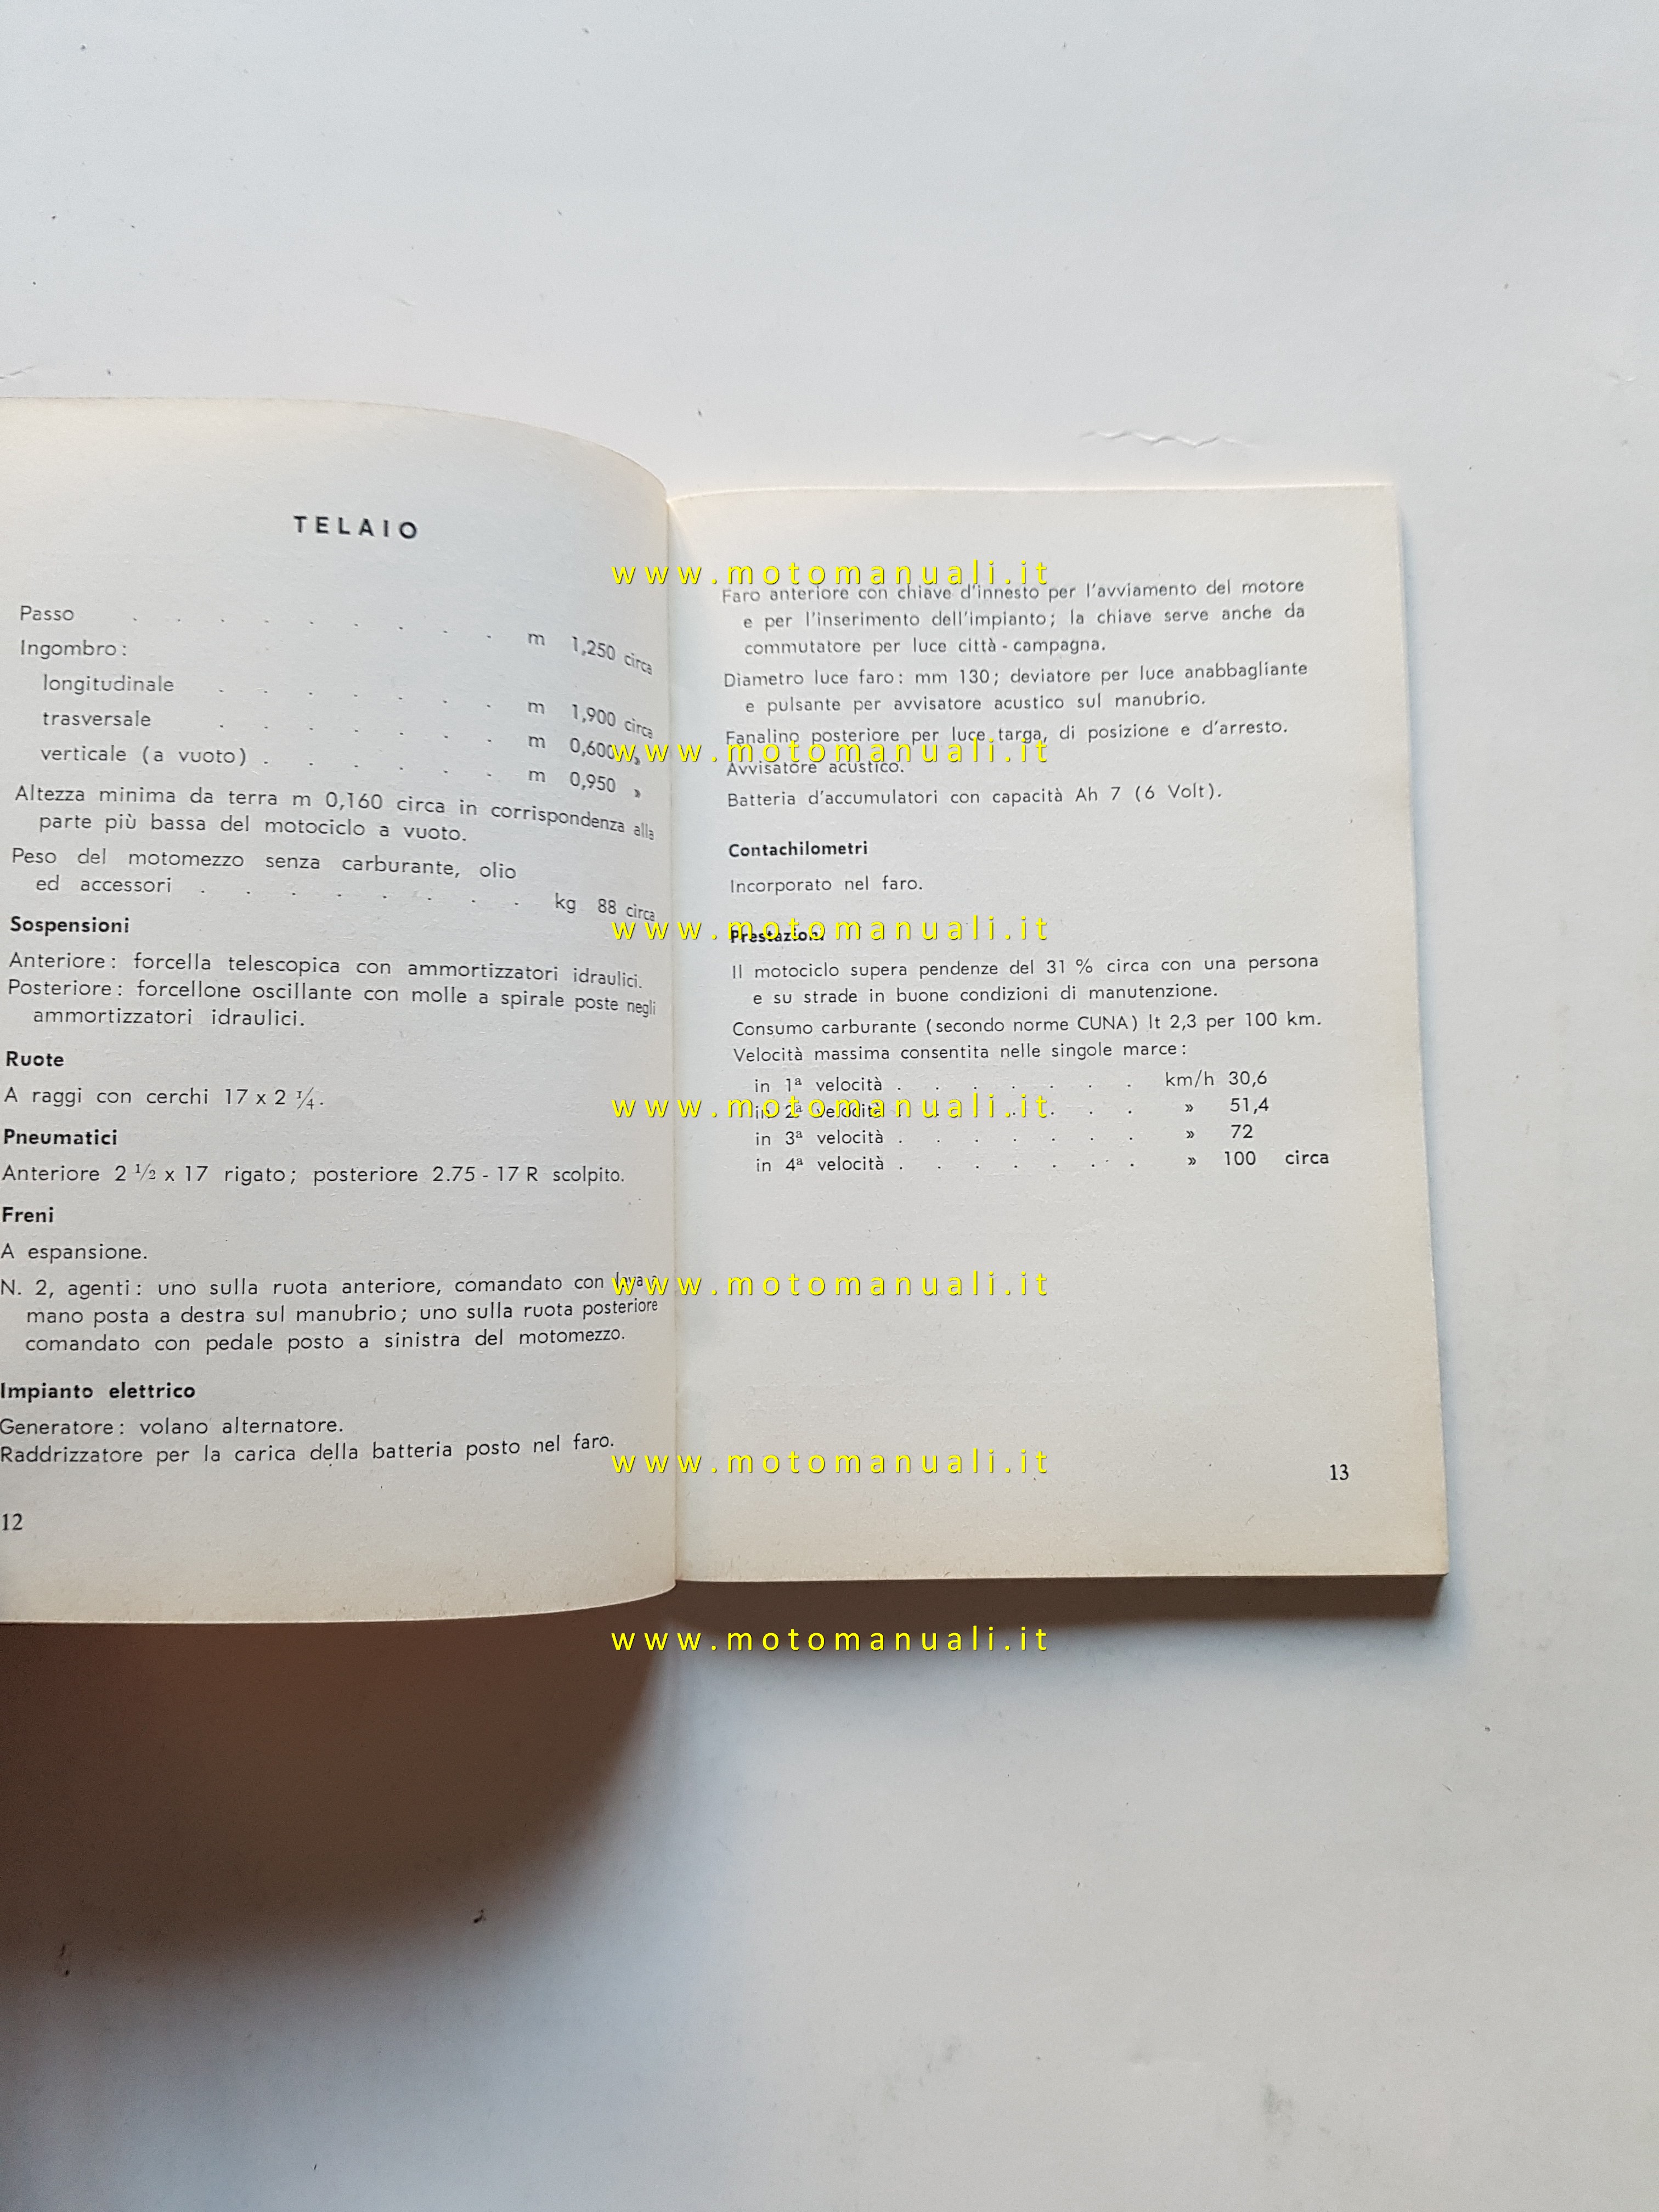 TELAIO
Passo . . . . . . . . . m 1,250 circa
Ingombro:
longitudinale . . . . . . . m 1,900 circa
trasversale . . . . . . . m 0,600 »
verticale (a vuoto) . . . . . . m 0,950 »
Altezza minima da terra m 0,160 circa in corrispondenza alla
parte più bassa del motociclo a vuoto.
Peso del motomezzo senza carburante, olio
ed accessori . . . . . . . . kg 88 circa
Sospensioni
Anteriore: forcella telescopica con ammortizzatori idraulici.
Posteriore: forcellone oscillante con molle a spirale poste negli
ammortizzatori idraulici.
Ruote
A raggi con cerchi 17 x 2 1/4.
Pneumatici
Anteriore 2 1/2 x 17 rigato; posteriore 2.75 - 17 R scolpito.
Freni
A espansione.
N. 2, agenti: uno sulla ruota anteriore, comandato con leva a
mano posta a destra sul manubrio; uno sulla ruota posteriore
comandato con pedale posto a sinistra del motomezzo.
Impianto elettrico
Generatore: volano alternatore.
Raddrizzatore per la carica della batteria posto nel faro.
12
Faro anteriore con chiave d'innesto per l'avviamento del motore
e per l'inserimento dell'impianto; la chiave serve anche da
commutatore per luce città - campagna.
Diametro luce faro: mm 130; deviatore per luce anabbagliante
e pulsante per avvisatore acustico sul manubrio.
Fanalino posteriore per luce targa, di posizione e d'arresto.
Avvisatore acustico.
Batteria d'accumulatori con capacità Ah 7 (6 Volt).
Contachilometri
Incorporato nel faro.
Prestazioni
Il motociclo supera pendenze del 31 % circa con una persona
e su strade in buone condizioni di manutenzione.
Consumo carburante (secondo norme CUNA) lt 2,3 per 100 km.
Velocità massima consentita nelle singole marce:
in 1ª velocità . . . . . . . km/h 30,6
in 2ª velocità . . . . . . . » 51,4
in 3ª velocità . . . . . . . » 72
in 4ª velocità . . . . . . . » 100 circa
13
www.motomanuali.it
www.motomanuali.it
www.motomanuali.it
www.motomanuali.it
www.motomanuali.it
www.motomanuali.it
www.motomanuali.it